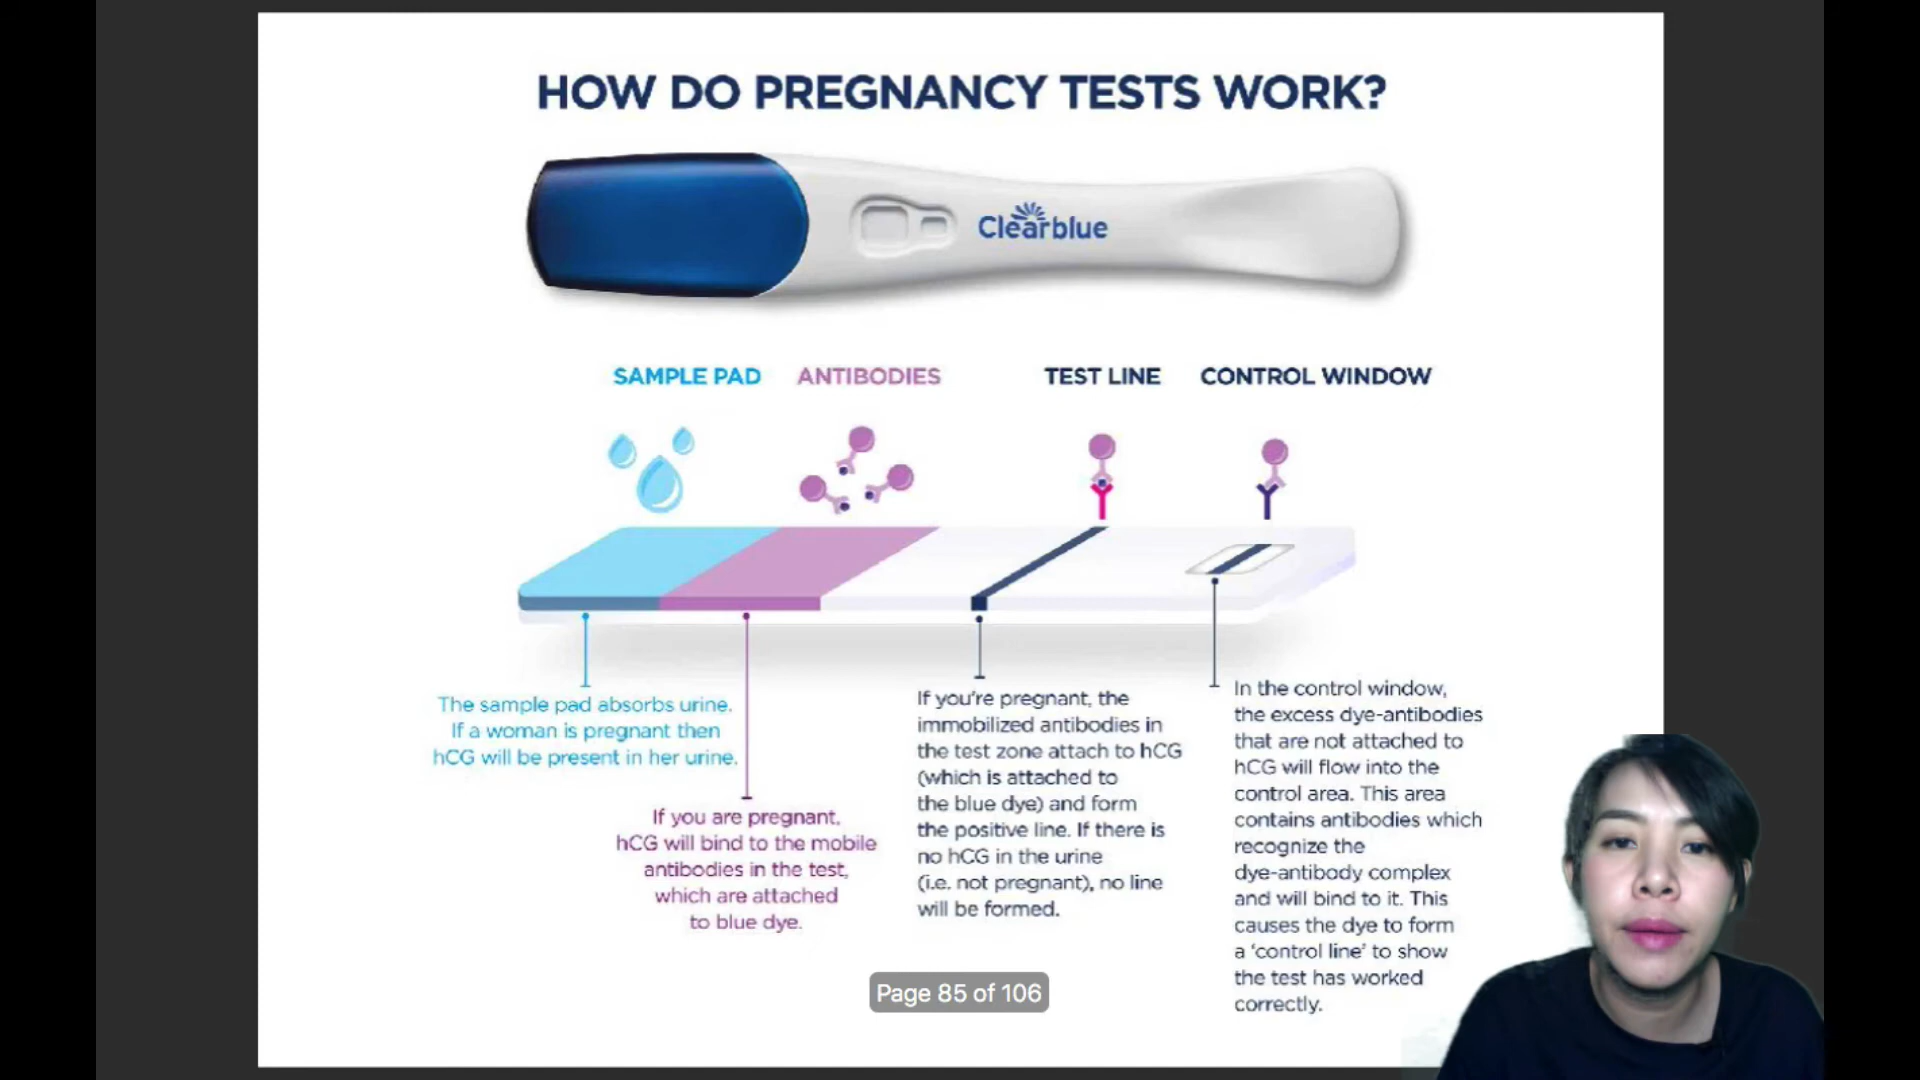 HOW DO PREGNANCY TESTS WORK?
Clearblue
SAMPLE PAD
ANTIBODIES
TEST LINE
CONTROL WINDOW
The sample pad absorbs urine.
If a woman is pregnant then
hCG will be present in her urine.
If you are pregnant,
hCG will bind to the mobile
antibodies in the test,
which are attached
to blue dye.
If you're pregnant, the
immobilized antibodies in
the test zone attach to hCG
(which is attached to
the blue dye) and form
the positive line. If there is
no hCG in the urine
(i.e. not pregnant), no line
will be formed.
In the control window,
the excess dye-antibodies
that are not attached to
hCG will flow into the
control area. This area
contains antibodies which
recognize the
dye-antibody complex
and will bind to it. This
causes the dye to form
a 'control line' to show
the test has worked
correctly.
Page 85 of 106